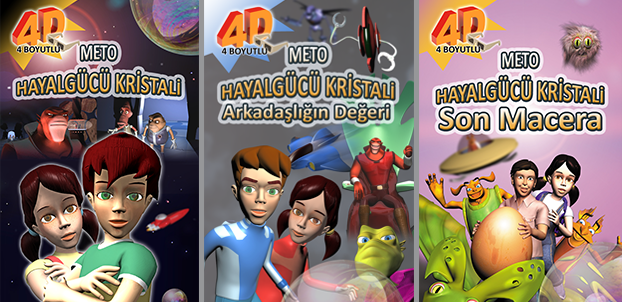 4D
4 BOYUTLU
METO
HAYALGÜCÜ KRİSTALİ
4D
4 BOYUTLU
METO
HAYALGÜCÜ KRİSTALİ
Arkadaşlığın Değeri
4D
4 BOYUTLU
METO
HAYALGÜCÜ KRİSTALİ
Son Macera